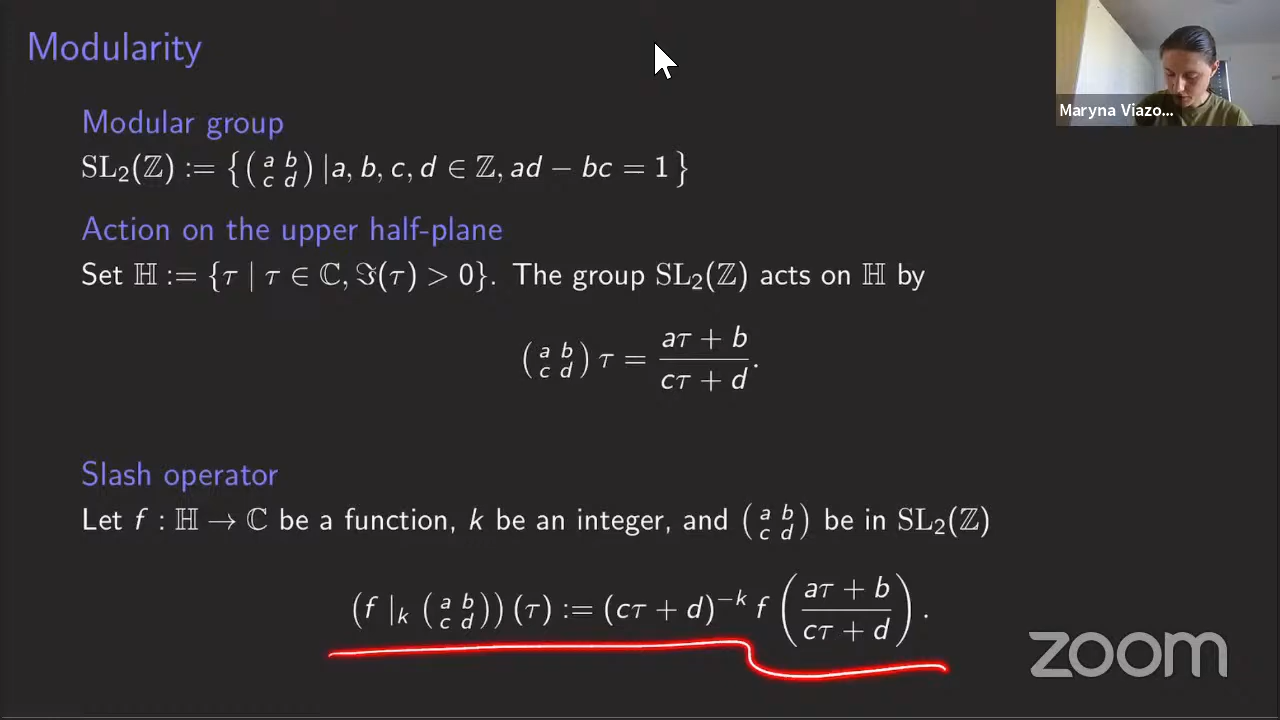 Modularity
Maryna Viazo...
Modular group
SL₂(ℤ) := {(a b c d) |a, b, c, d ∈ ℤ, ad − bc = 1}
Action on the upper half-plane
Set ℍ := {τ | τ ∈ ℂ, ℑ(τ) > 0}. The group SL₂(ℤ) acts on ℍ by
(a b c d) τ = (aτ + b)/(cτ + d).
Slash operator
Let f : ℍ → ℂ be a function, k be an integer, and (a b c d) be in SL₂(ℤ)
(f |ₖ (a b c d)) (τ) := (cτ + d)⁻ᵏ f ((aτ + b)/(cτ + d)).
zoom